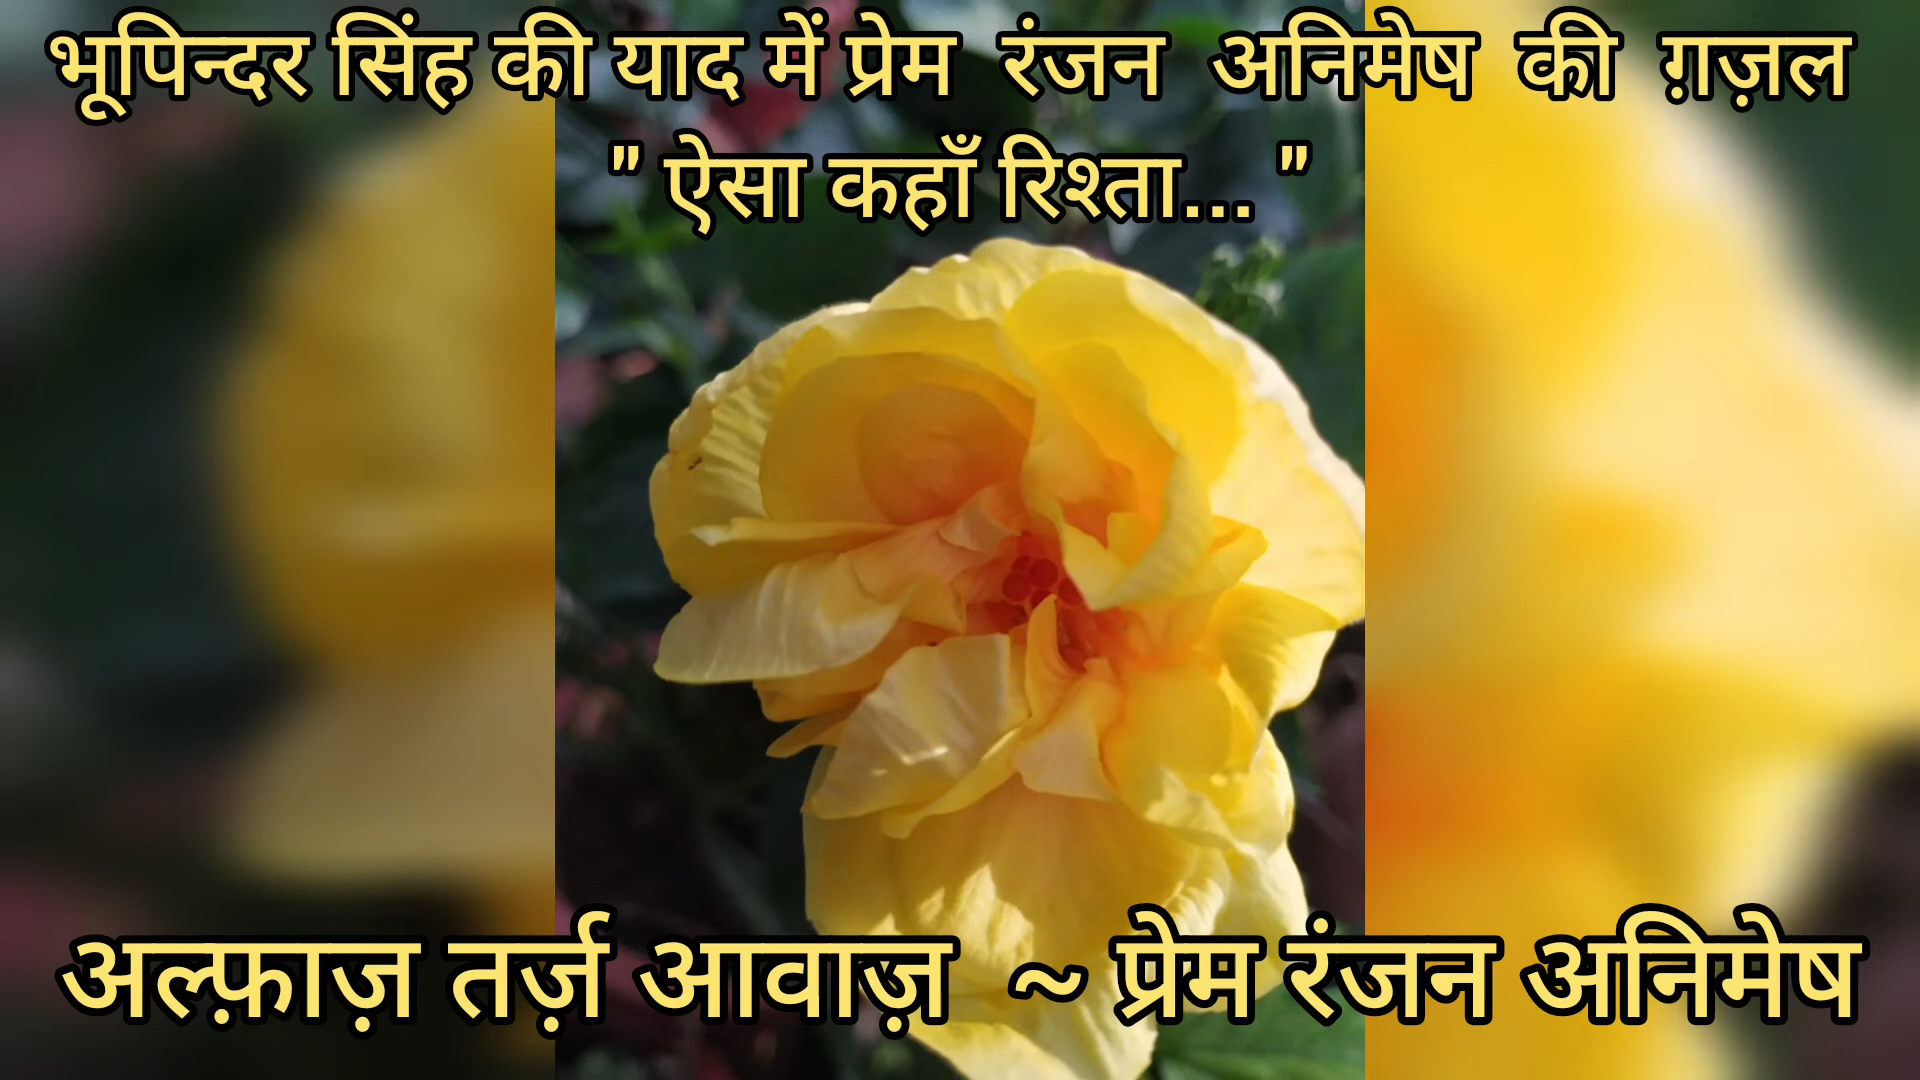 भूपिन्दर सिंह की याद में प्रेम रंजन अनिमेष की ग़ज़ल
" ऐसा कहाँ रिश्ता... "
अल्फ़ाज़ तर्ज़ आवाज़ ~ प्रेम रंजन अनिमेष